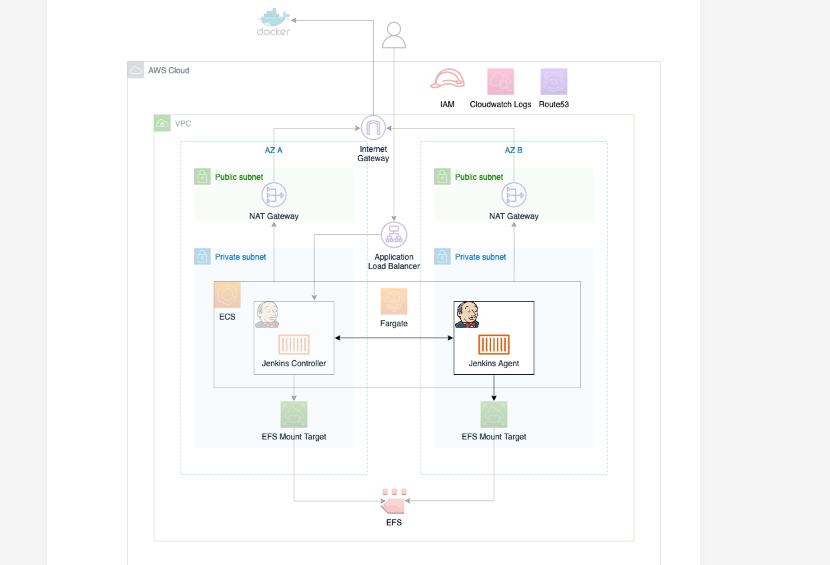 docker
AWS Cloud
IAM
Cloudwatch Logs
Route53
VPC
Internet
Gateway
AZ A
AZ B
Public subnet
Public subnet
NAT Gateway
NAT Gateway
Private subnet
Application
Load Balancer
Private subnet
ECS
Fargate
Jenkins Controller
Jenkins Agent
EFS Mount Target
EFS Mount Target
EFS